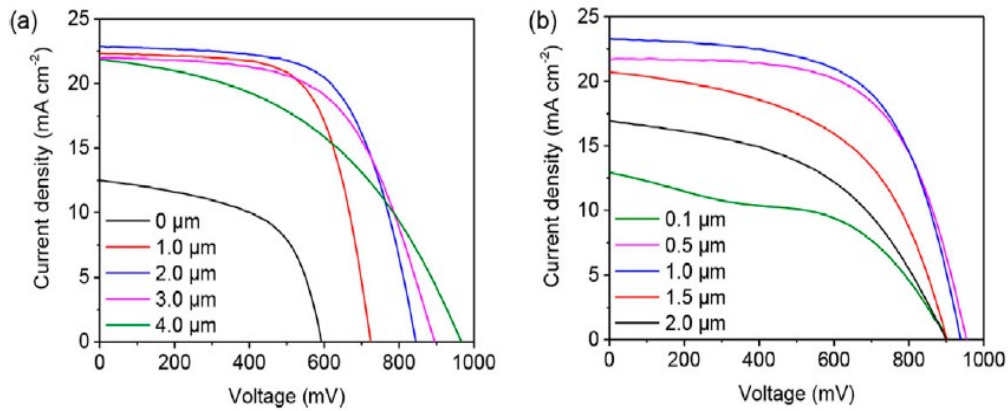 (a)
25
20
15
10
5
0
Current density (mA cm⁻²)
0 µm
1.0 µm
2.0 µm
3.0 µm
4.0 µm
0 200 400 600 800 1000
Voltage (mV)
(b)
25
20
15
10
5
0
Current density (mA cm⁻²)
0.1 µm
0.5 µm
1.0 µm
1.5 µm
2.0 µm
0 200 400 600 800 1000
Voltage (mV)